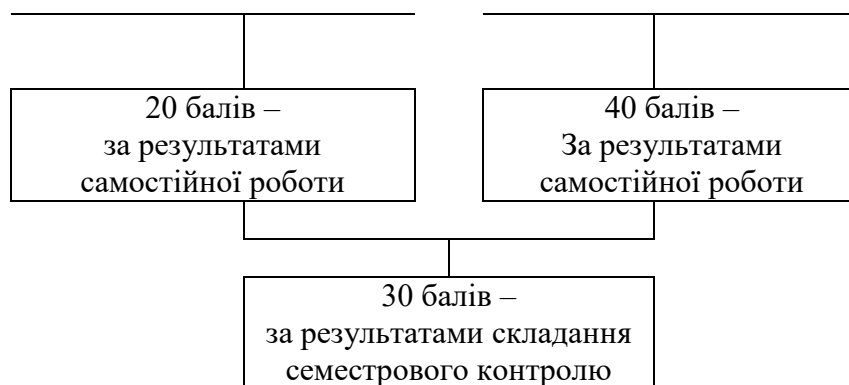 20 балів –
за результатами
самостійної роботи
40 балів –
За результатами
самостійної роботи
30 балів –
за результатами складання
семестрового контролю